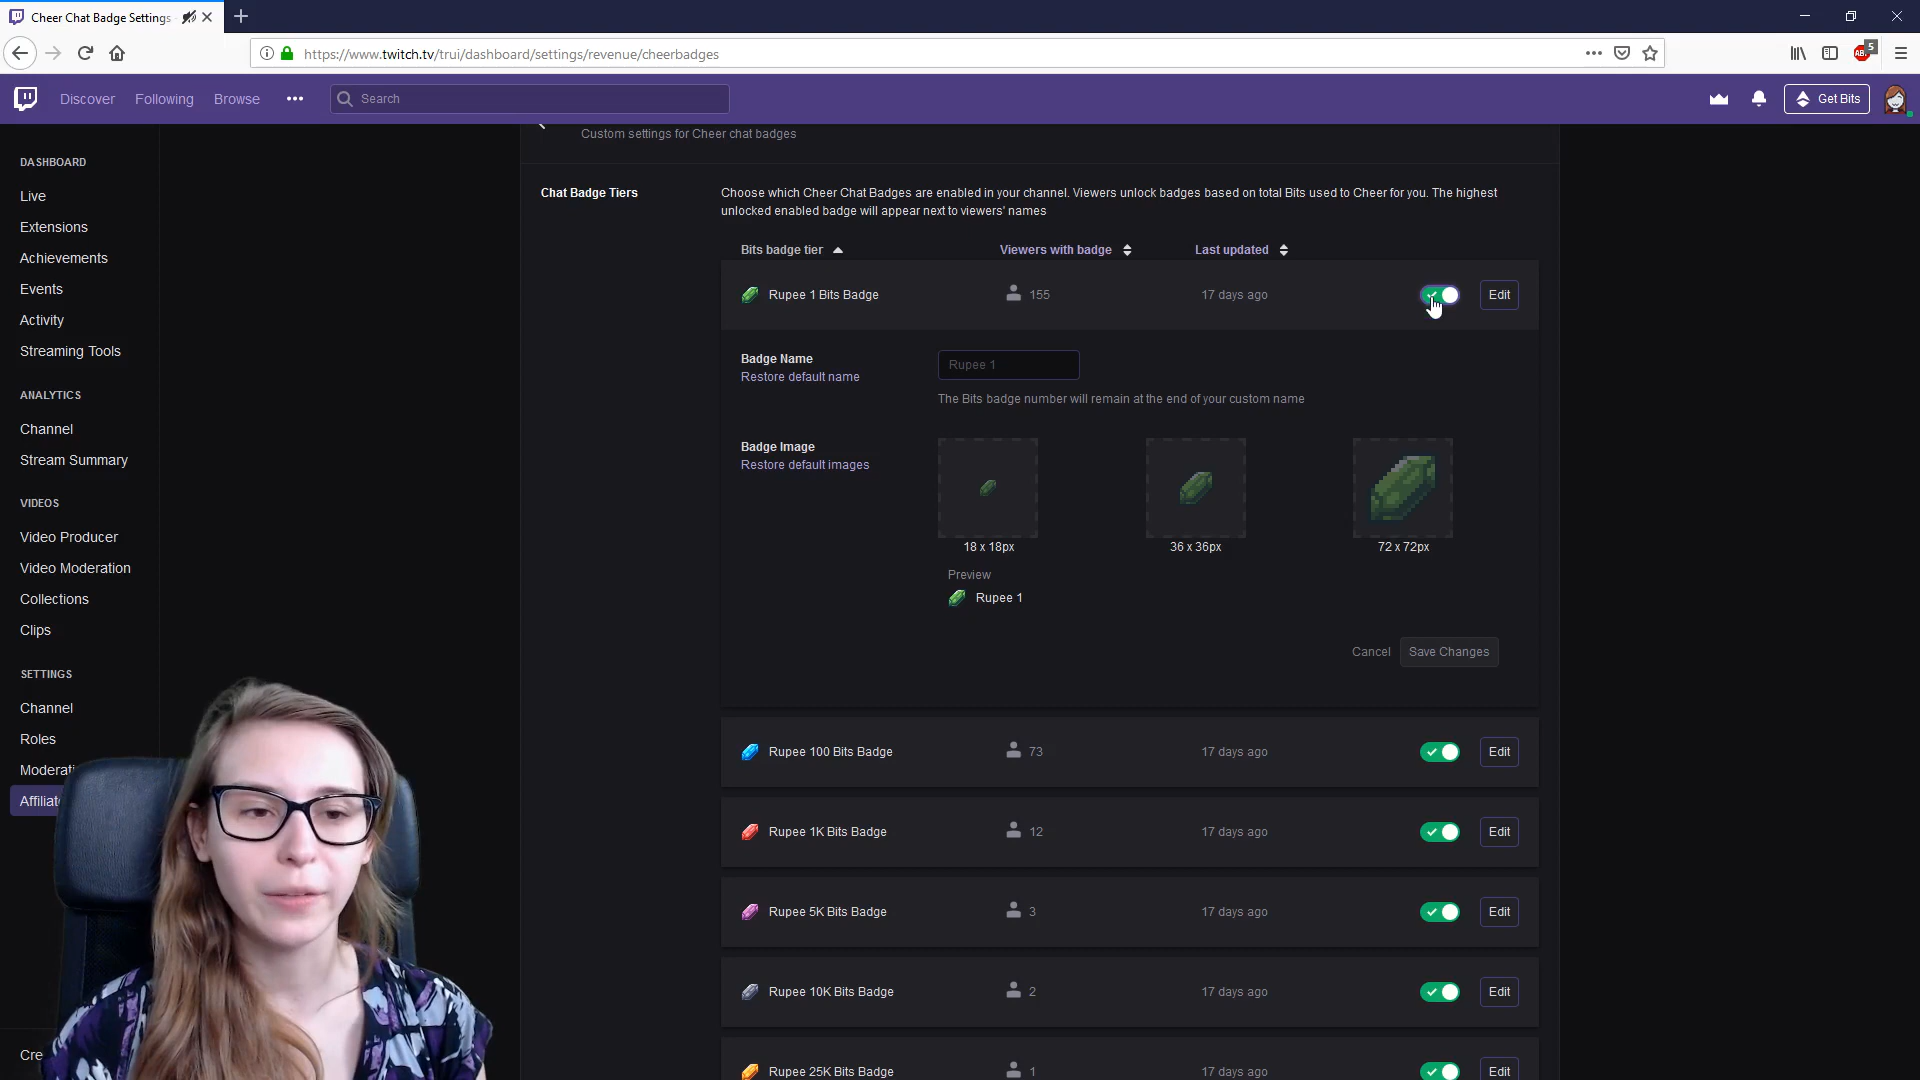 Cheer Chat Badge Settings
https://www.twitch.tv/trui/dashboard/settings/revenue/cheerbadges
5
Discover
Following
Browse
Search
Get Bits
DASHBOARD
Live
Extensions
Achievements
Events
Activity
Streaming Tools
ANALYTICS
Channel
Stream Summary
VIDEOS
Video Producer
Video Moderation
Collections
Clips
SETTINGS
Channel
Roles
Moderati
Affiliat
Cre
Custom settings for Cheer chat badges
Chat Badge Tiers
Choose which Cheer Chat Badges are enabled in your channel. Viewers unlock badges based on total Bits used to Cheer for you. The highest
unlocked enabled badge will appear next to viewers' names
Bits badge tier Viewers with badge Last updated
Rupee 1 Bits Badge 155 17 days ago Edit
Badge Name
Restore default name
Rupee 1
The Bits badge number will remain at the end of your custom name
Badge Image
Restore default images
18 x 18px 36 x 36px 72 x 72px
Preview
Rupee 1
Cancel Save Changes
Rupee 100 Bits Badge 73 17 days ago Edit
Rupee 1K Bits Badge 12 17 days ago Edit
Rupee 5K Bits Badge 3 17 days ago Edit
Rupee 10K Bits Badge 2 17 days ago Edit
Rupee 25K Bits Badge 1 17 days ago Edit